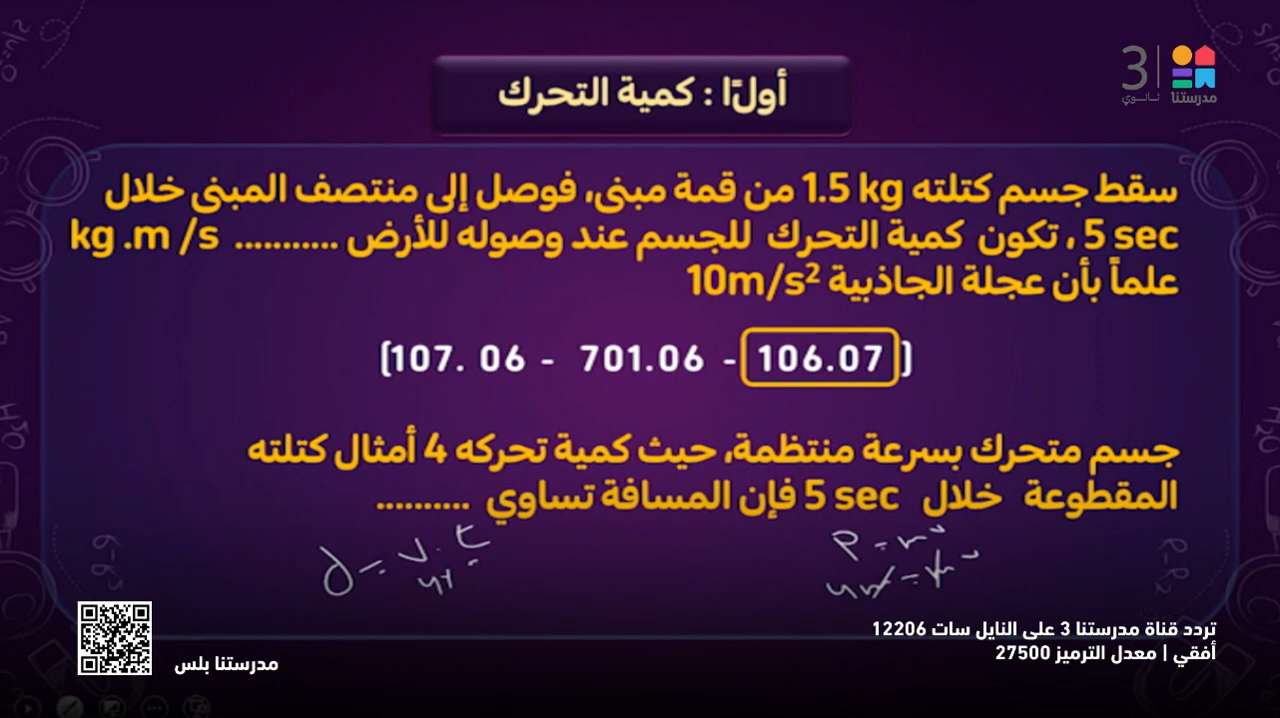 3
ثانوي
مدرستنا
أولًا : كمية التحرك
سقط جسم كتلته 1.5 kg من قمة مبنى، فوصل إلى منتصف المبنى خلال
5 sec ، تكون كمية التحرك للجسم عند وصوله للأرض ........... kg .m /s
علماً بأن عجلة الجاذبية 10m/s²
(107. 06 - 701.06 - 106.07)
جسم متحرك بسرعة منتظمة، حيث كمية تحركه 4 أمثال كتلته
المقطوعة خلال 5 sec فإن المسافة تساوي ..........
P = m v
4m = m v
d = v . t
تردد قناة مدرستنا 3 على النايل سات 12206
أفقي | معدل الترميز 27500
مدرستنا بلس